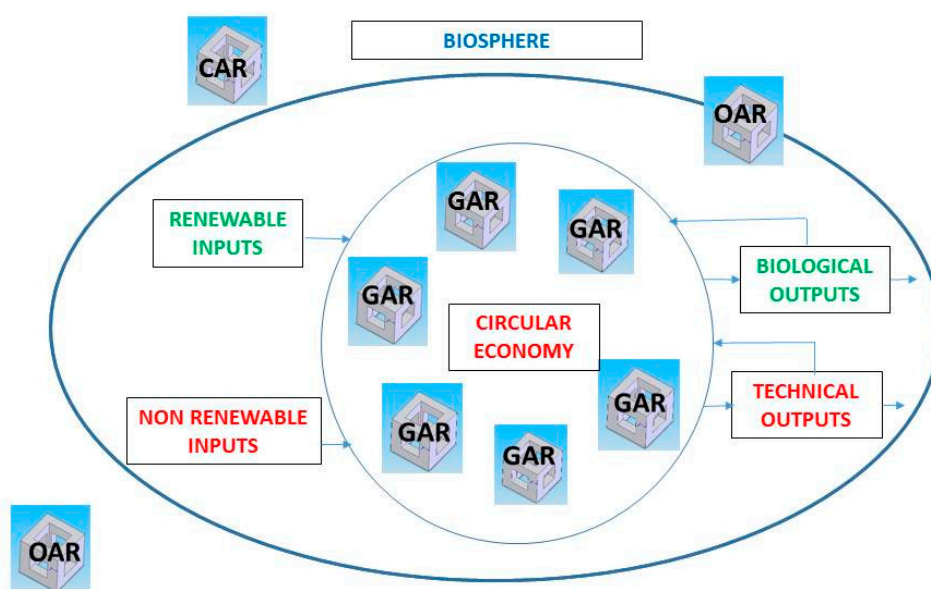 CAR
BIOSPHERE
OAR
GAR
GAR
RENEWABLE
INPUTS
GAR
BIOLOGICAL
OUTPUTS
CIRCULAR
ECONOMY
NON RENEWABLE
INPUTS
GAR
GAR
TECHNICAL
OUTPUTS
GAR
OAR